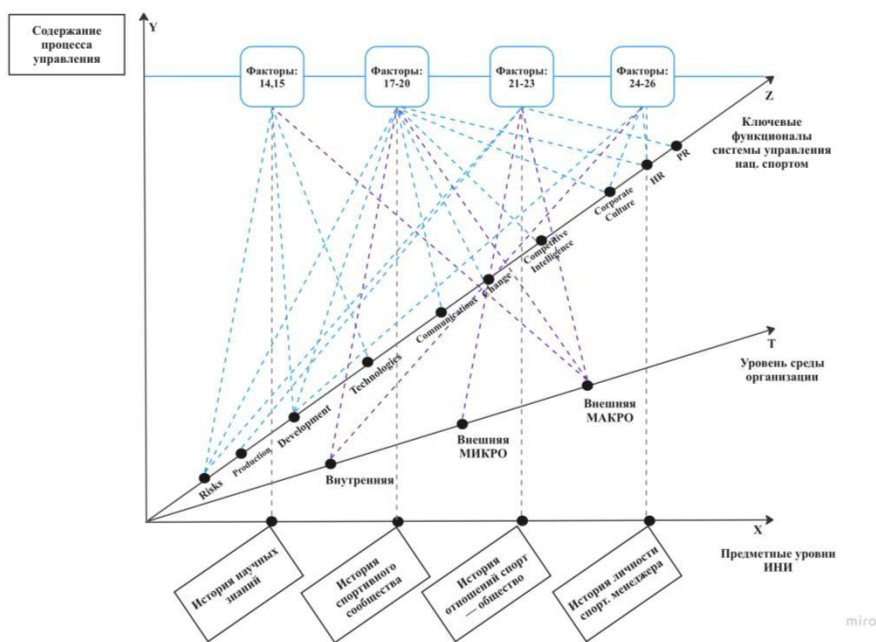 Содержание
процесса
управления
Y
Факторы:
14,15
Факторы:
17-20
Факторы:
21-23
Факторы:
24-26
Z
Ключевые
функционалы
системы управления
нац. спортом
PR
HR
Corporate
Culture
Competitive
Intelligence
Change
Communications
Technologies
Development
Production
Risks
T
Уровень среды
организации
Внешняя
МАКРО
Внешняя
МИКРО
Внутренняя
X
Предметные уровни
ИНИ
История научных
знаний
История
спортивного
сообщества
История
отношений спорт
— общество
История личности
спорт. менеджера
miro